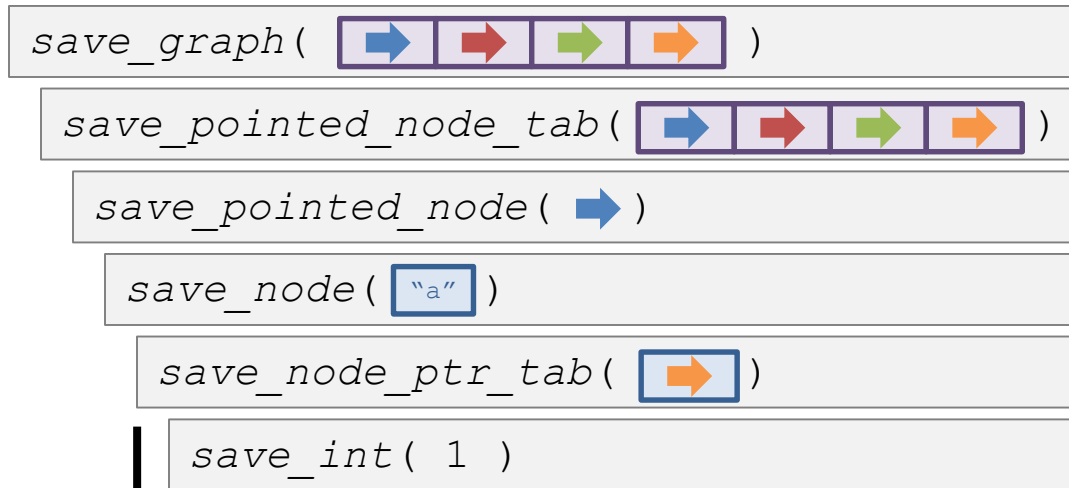 save_graph( )
save_pointed_node_tab( )
save_pointed_node( )
save_node( “a” )
save_node_ptr_tab( )
save_int( 1 )